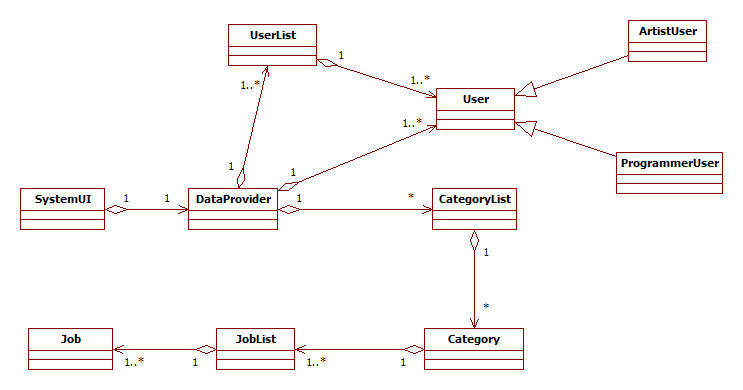 ArtistUser
UserList
1
1..*
1..*
User
1..*
1
1
ProgrammerUser
SystemUI
1
1
DataProvider
1
*
CategoryList
1
*
Job
1..*
1
JobList
1..*
1
Category